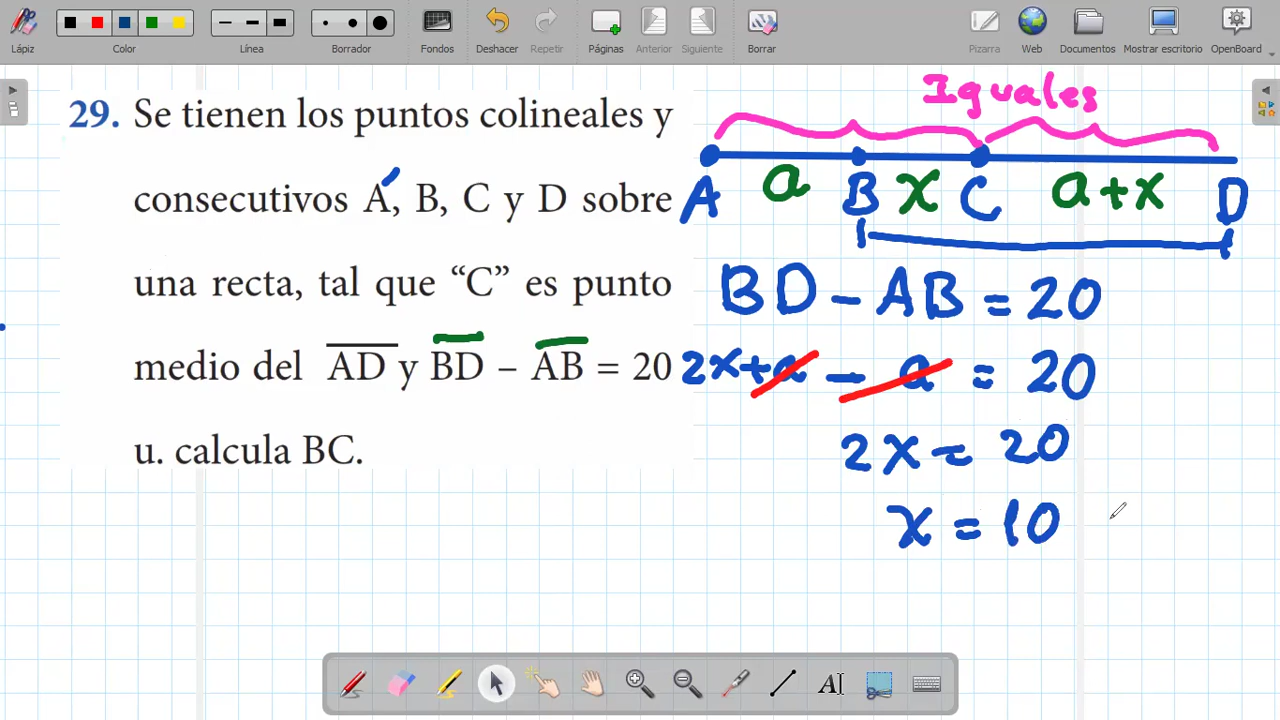 Lápiz
Color
Línea
Borrador
Fondos
Deshacer
Repetir
Páginas
Anterior
Siguiente
Borrar
Pizarra
Web
Documentos
Mostrar escritorio
OpenBoard
29. Se tienen los puntos colineales y
consecutivos A, B, C y D sobre
una recta, tal que “C” es punto
medio del AD y BD – AB = 20
u. calcula BC.
Iguales
a x a+x
A B C D
BD - AB = 20
2x+a - a = 20
2x = 20
x = 10